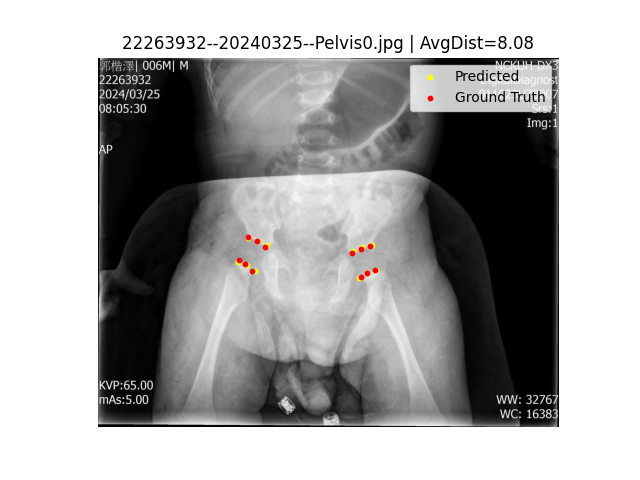 22263932--20240325--Pelvis0.jpg | AvgDist=8.08
郭楷澤| 006M| M
22263932
2024/03/25
08:05:30
AP
NCKUH DX3
Predicted
Ground Truth
Srs:1
Img:1
KVP:65.00
mAs:5.00
WW: 32767
WC: 16383